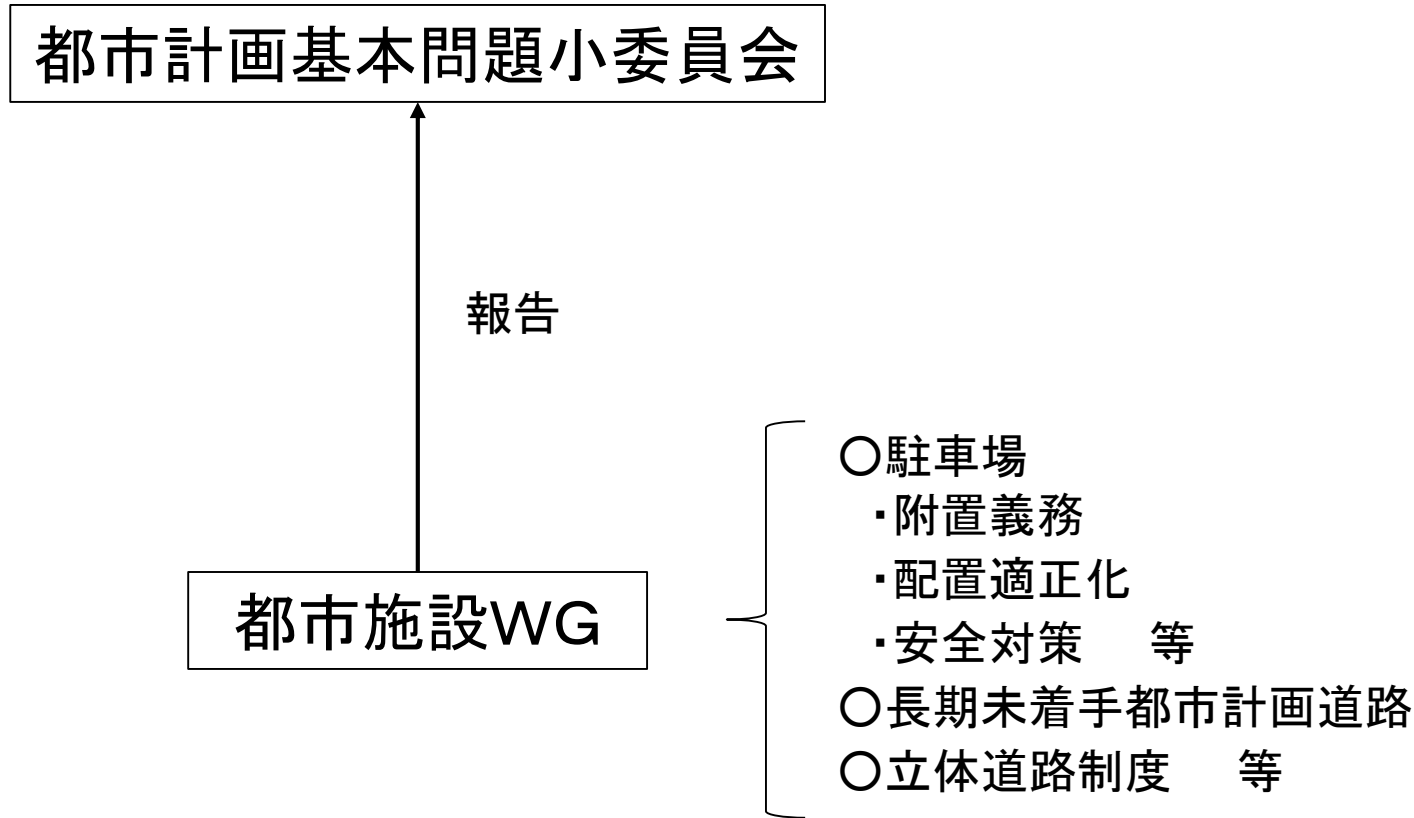 都市計画基本問題小委員会
報告
都市施設WG
○駐車場
・附置義務
・配置適正化
・安全対策　等
○長期未着手都市計画道路
○立体道路制度　等